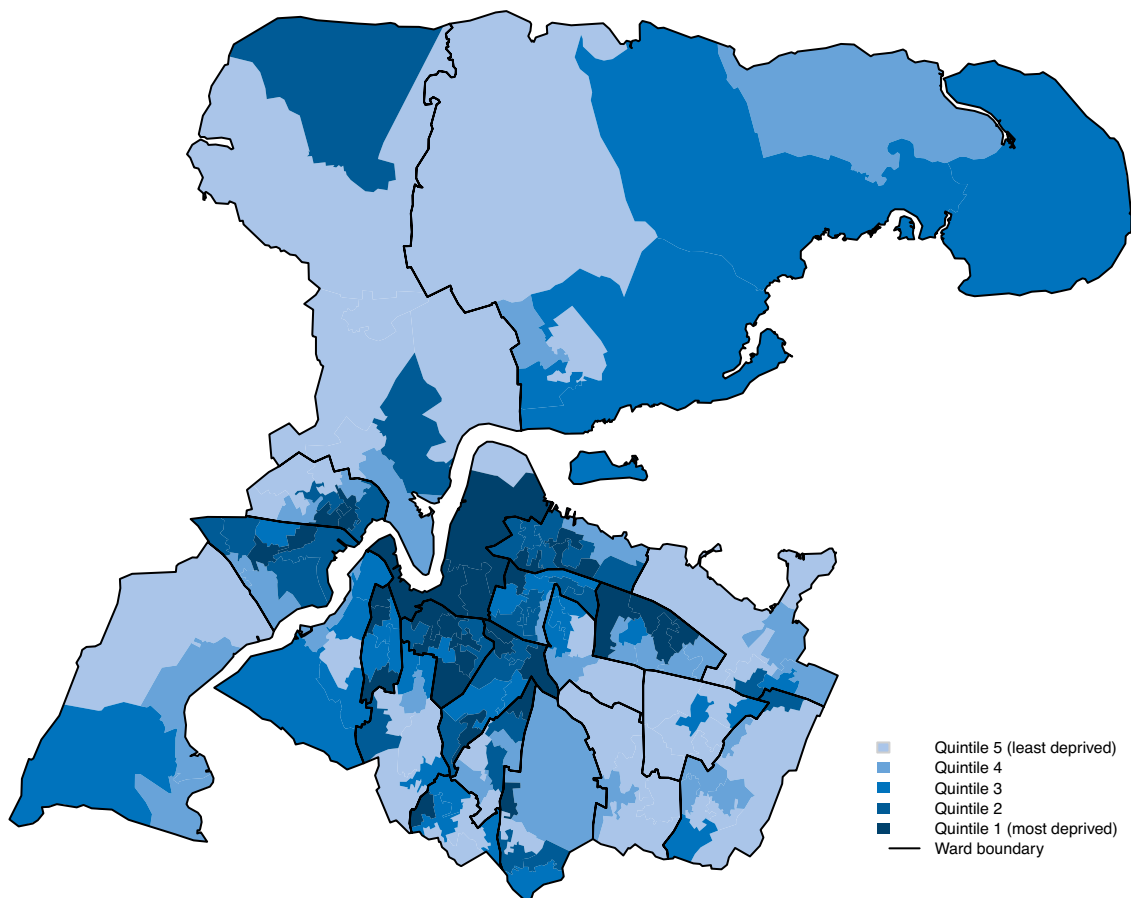 Quintile 5 (least deprived)
Quintile 4
Quintile 3
Quintile 2
Quintile 1 (most deprived)
Ward boundary